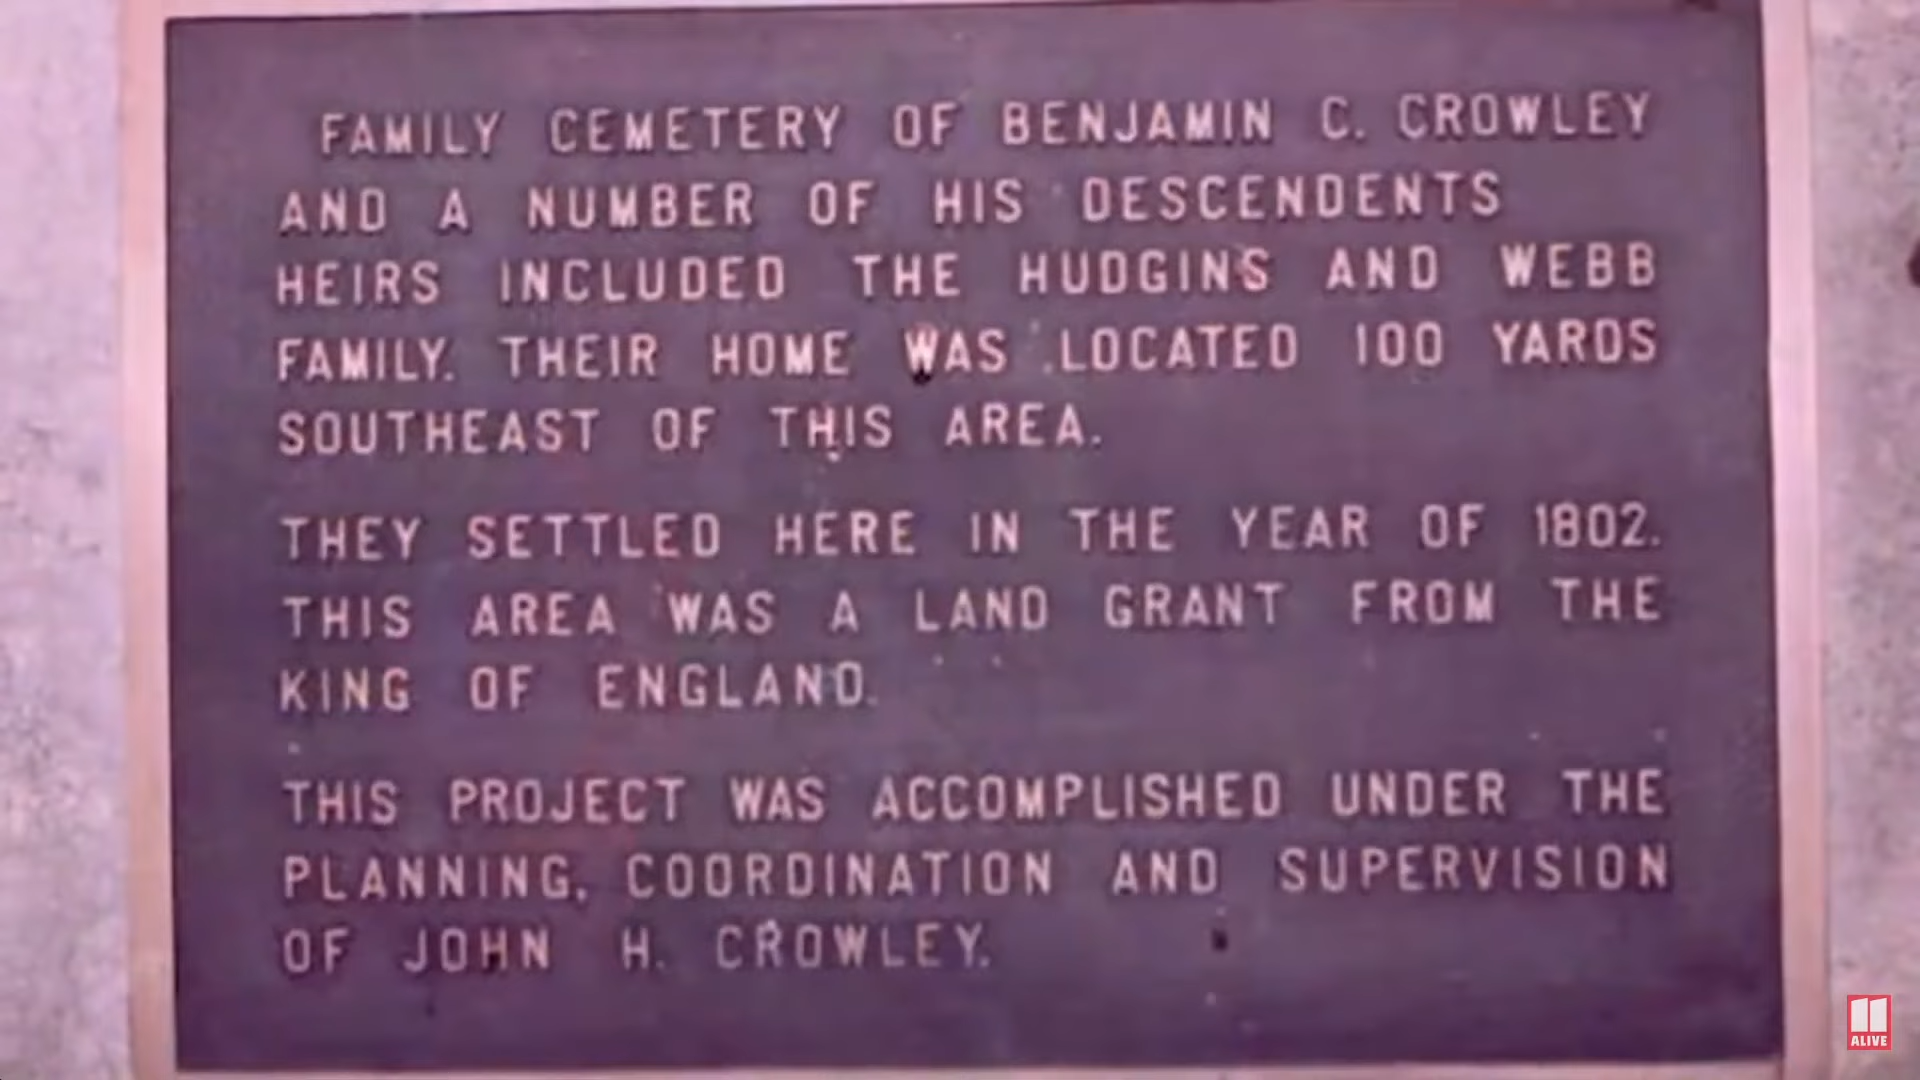 FAMILY CEMETERY OF BENJAMIN C. CROWLEY
AND A NUMBER OF HIS DESCENDENTS
HEIRS INCLUDED THE HUDGINS AND WEBB
FAMILY. THEIR HOME WAS LOCATED 100 YARDS
SOUTHEAST OF THIS AREA.
THEY SETTLED HERE IN THE YEAR OF 1802.
THIS AREA WAS A LAND GRANT FROM THE
KING OF ENGLAND.
THIS PROJECT WAS ACCOMPLISHED UNDER THE
PLANNING, COORDINATION AND SUPERVISION
OF JOHN H. CROWLEY.
11
ALIVE